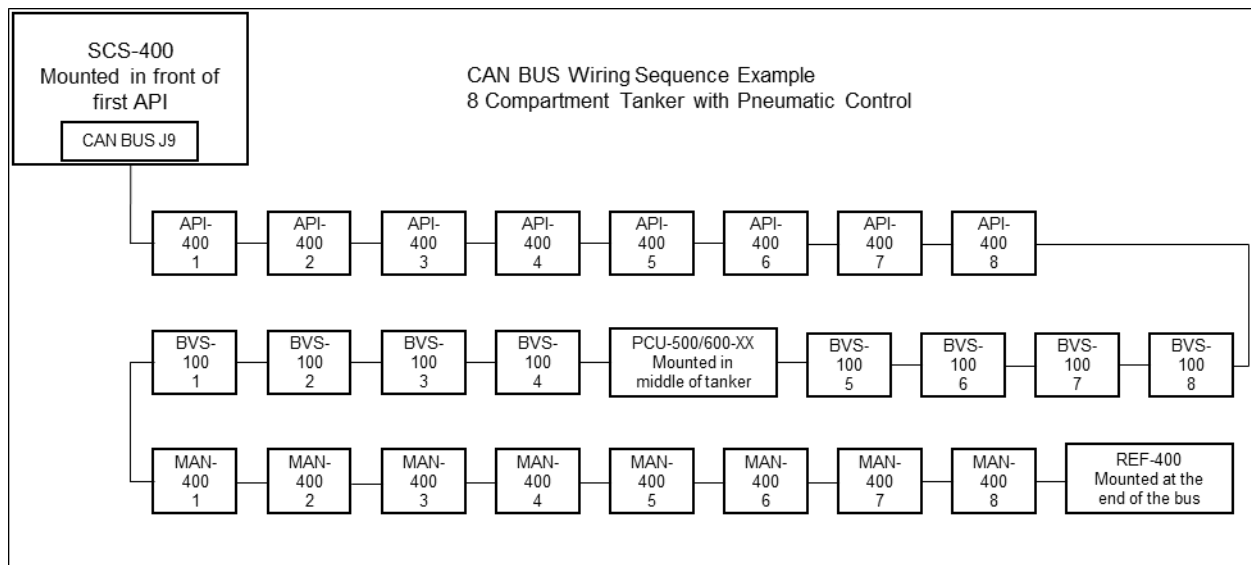 SCS-400
Mounted in front of
first API
CAN BUS J9
CAN BUS Wiring Sequence Example
8 Compartment Tanker with Pneumatic Control
API-
400
1
API-
400
2
API-
400
3
API-
400
4
API-
400
5
API-
400
6
API-
400
7
API-
400
8
BVS-
100
1
BVS-
100
2
BVS-
100
3
BVS-
100
4
PCU-500/600-XX
Mounted in
middle of tanker
BVS-
100
5
BVS-
100
6
BVS-
100
7
BVS-
100
8
MAN-
400
1
MAN-
400
2
MAN-
400
3
MAN-
400
4
MAN-
400
5
MAN-
400
6
MAN-
400
7
MAN-
400
8
REF-400
Mounted at the
end of the bus